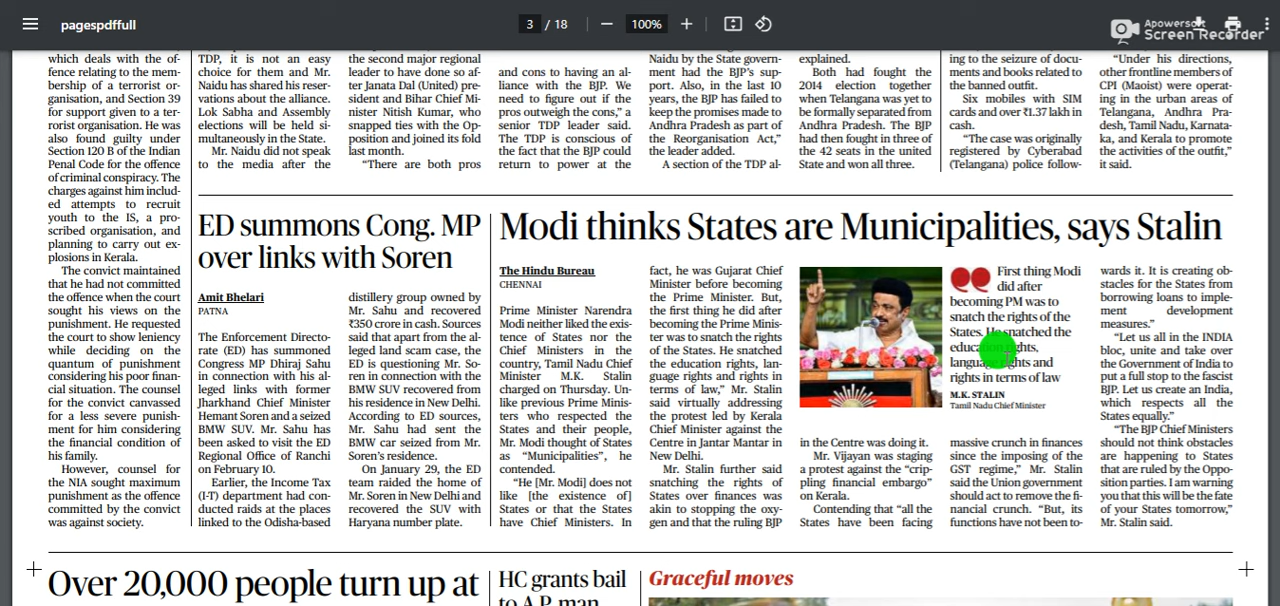 pagespdffull
3 / 18
100%
Apowersoft
Screen Recorder
which deals with the of-
fence relating to the mem-
bership of a terrorist or-
ganisation, and Section 39
for support given to a ter-
rorist organisation. He was
also found guilty under
Section 120 B of the Indian
Penal Code for the offence
of criminal conspiracy. The
charges against him includ-
ed attempts to recruit
youth to the IS, a pro-
scribed organisation, and
planning to carry out ex-
plosions in Kerala.
The convict maintained
that he had not committed
the offence when the court
sought his views on the
punishment. He requested
the court to show leniency
while deciding on the
quantum of punishment
considering his poor finan-
cial situation. The counsel
for the convict canvassed
for a less severe punish-
ment for him considering
the financial condition of
his family.
However, counsel for
the NIA sought maximum
punishment as the offence
committed by the convict
was against society.
TDP, it is not an easy
choice for them and Mr.
Naidu has shared his reser-
vations about the alliance.
Lok Sabha and Assembly
elections will be held si-
multaneously in the State.
Mr. Naidu did not speak
to the media after the
the second major regional
leader to have done so af-
ter Janata Dal (United) pre-
sident and Bihar Chief Mi-
nister Nitish Kumar, who
snapped ties with the Op-
position and joined its fold
last month.
“There are both pros
and cons to having an al-
liance with the BJP. We
need to figure out if the
pros outweigh the cons,” a
senior TDP leader said.
The TDP is conscious of
the fact that the BJP could
return to power at the
Naidu by the State govern-
ment had the BJP’s sup-
port. Also, in the last 10
years, the BJP has failed to
keep the promises made to
Andhra Pradesh as part of
the Reorganisation Act,”
the leader added.
A section of the TDP al-
explained.
Both had fought the
2014 election together
when Telangana was yet to
be formally separated from
Andhra Pradesh. The BJP
had then fought in three of
the 42 seats in the united
State and won all three.
ing to the seizure of docu-
ments and books related to
the banned outfit.
Six mobiles with SIM
cards and over ₹1.37 lakh in
cash.
“The case was originally
registered by Cyberabad
(Telangana) police follow-
“Under his directions,
other frontline members of
CPI (Maoist) were operat-
ing in the urban areas of
Telangana, Andhra Pra-
desh, Tamil Nadu, Karnata-
ka, and Kerala to promote
the activities of the outfit,”
it said.
ED summons Cong. MP
over links with Soren
Amit Bhelari
PATNA
The Enforcement Directo-
rate (ED) has summoned
Congress MP Dhiraj Sahu
in connection with his al-
leged links with former
Jharkhand Chief Minister
Hemant Soren and a seized
BMW SUV. Mr. Sahu has
been asked to visit the ED
Regional Office of Ranchi
on February 10.
Earlier, the Income Tax
(I-T) department had con-
ducted raids at the places
linked to the Odisha-based
distillery group owned by
Mr. Sahu and recovered
₹350 crore in cash. Sources
said that apart from the al-
leged land scam case, the
ED is questioning Mr. So-
ren in connection with the
BMW SUV recovered from
his residence in New Delhi.
According to ED sources,
Mr. Sahu had sent the
BMW car seized from Mr.
Soren’s residence.
On January 29, the ED
team raided the home of
Mr. Soren in New Delhi and
recovered the SUV with
Haryana number plate.
Modi thinks States are Municipalities, says Stalin
The Hindu Bureau
CHENNAI
Prime Minister Narendra
Modi neither liked the exis-
tence of States nor the
Chief Ministers in the
country, Tamil Nadu Chief
Minister M.K. Stalin
charged on Thursday. Un-
like previous Prime Minis-
ters who respected the
States and their people,
Mr. Modi thought of States
as “Municipalities”, he
contended.
“He [Mr. Modi] does not
like [the existence of]
States or that the States
have Chief Ministers. In
fact, he was Gujarat Chief
Minister before becoming
the Prime Minister. But,
the first thing he did after
becoming the Prime Minis-
ter was to snatch the rights
of the States. He snatched
the education rights, lan-
guage rights and rights in
terms of law,” Mr. Stalin
said virtually addressing
the protest led by Kerala
Chief Minister against the
Centre in Jantar Mantar in
New Delhi.
Mr. Stalin further said
snatching the rights of
States over finances was
akin to stopping the oxy-
gen and that the ruling BJP
in the Centre was doing it.
Mr. Vijayan was staging
a protest against the “crip-
pling financial embargo”
on Kerala.
Contending that “all the
States have been facing
First thing Modi
did after
becoming PM was to
snatch the rights of the
States. He snatched the
education rights,
language rights and
rights in terms of law
M.K. STALIN
Tamil Nadu Chief Minister
massive crunch in finances
since the imposing of the
GST regime,” Mr. Stalin
said the Union government
should act to remove the fi-
nancial crunch. “But, its
functions have not been to-
wards it. It is creating ob-
stacles for the States from
borrowing loans to imple-
ment development
measures.”
“Let us all in the INDIA
bloc, unite and take over
the Government of India to
put a full stop to the fascist
BJP. Let us create an India,
which respects all the
States equally.”
“The BJP Chief Ministers
should not think obstacles
are happening to States
that are ruled by the Oppo-
sition parties. I am warning
you that this will be the fate
of your States tomorrow,”
Mr. Stalin said.
Over 20,000 people turn up at
HC grants bail
to A.P. man
Graceful moves